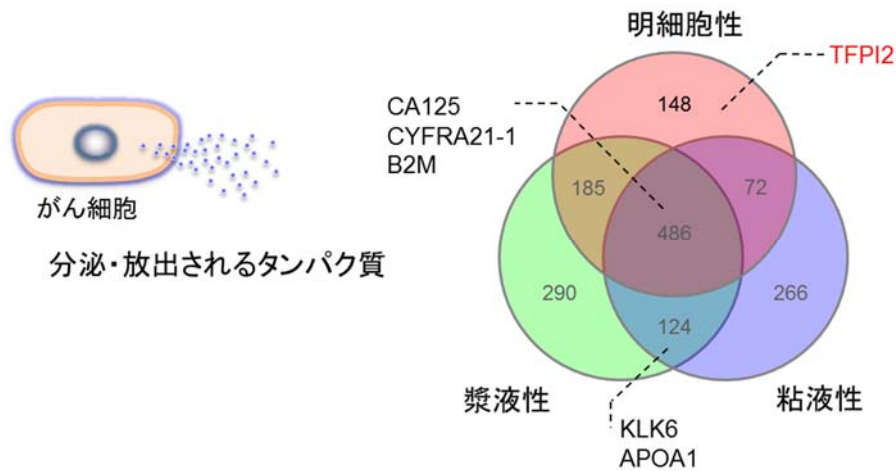 がん細胞
分泌・放出されるタンパク質
明細胞性
TFPI2
CA125
CYFRA21-1
B2M
148
185
72
486
290
266
124
漿液性
粘液性
KLK6
APOA1